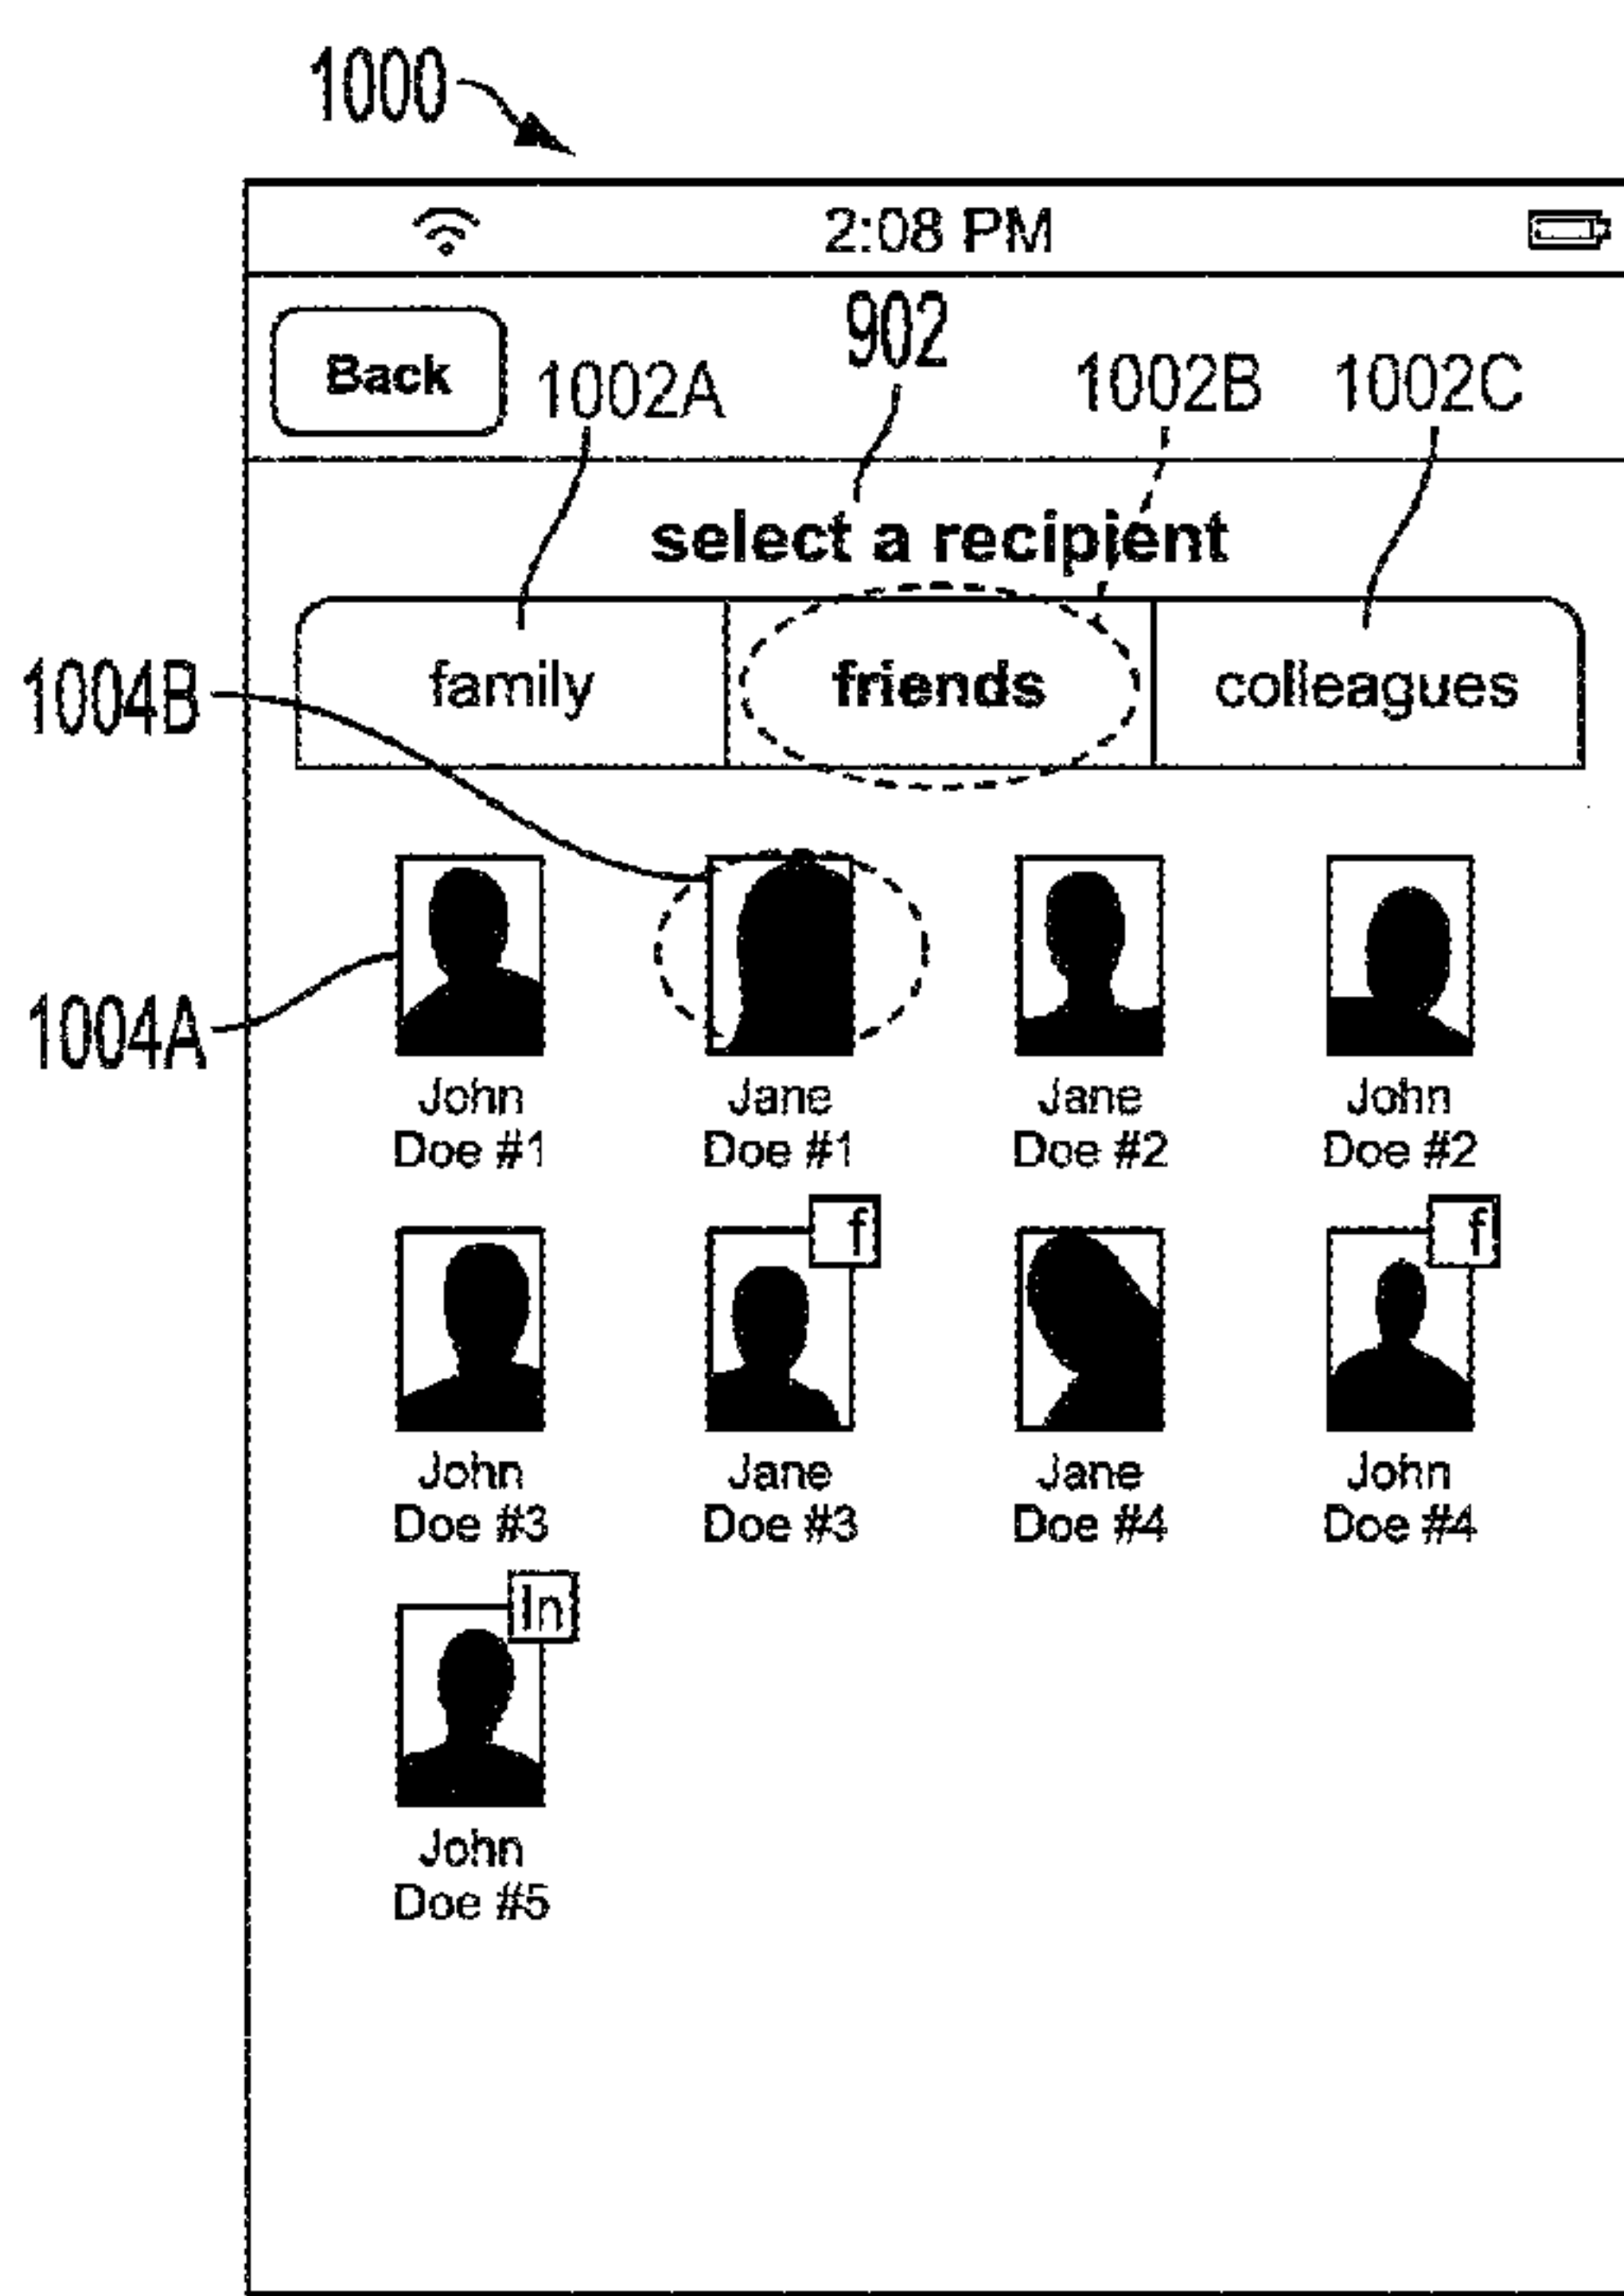 1000
2:08 PM
902
Back
1002A
1002B
1002C
select a recipient
family
friends
colleagues
1004B
1004A
John
Doe #1
Jane
Doe #1
Jane
Doe #2
John
Doe #2
f
f
John
Doe #3
Jane
Doe #3
Jane
Doe #4
John
Doe #4
In
John
Doe #5